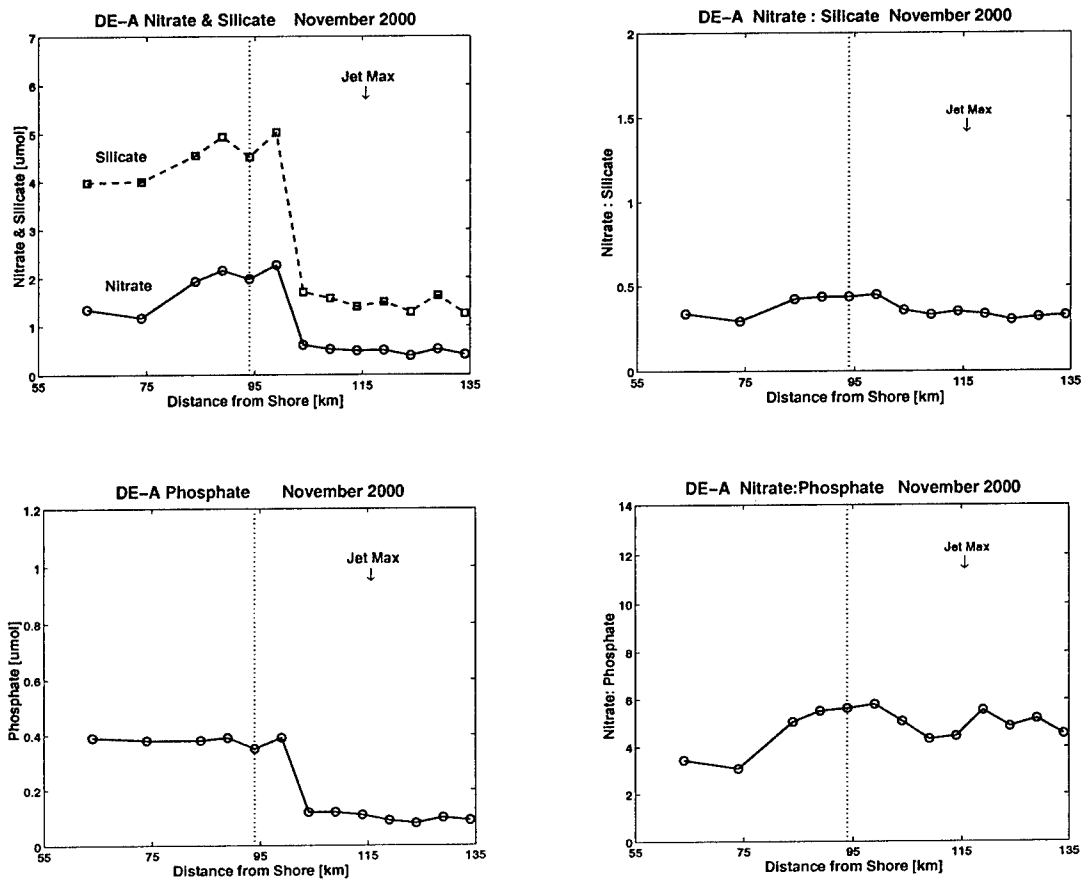 DE-A Nitrate & Silicate November 2000
7
6
5
4
3
2
1
0
Nitrate & Silicate [umol]
Jet Max
↓
Silicate
Nitrate
55 75 95 115 135
Distance from Shore [km]
DE-A Nitrate : Silicate November 2000
2
1.5
1
0.5
0
Nitrate : Silicate
Jet Max
↓
55 75 95 115 135
Distance from Shore [km]
DE-A Phosphate November 2000
1.2
1
0.8
0.6
0.4
0.2
0
Phosphate [umol]
Jet Max
↓
55 75 95 115 135
Distance from Shore [km]
DE-A Nitrate:Phosphate November 2000
14
12
10
8
6
4
2
0
Nitrate: Phosphate
Jet Max
↓
55 75 95 115 135
Distance from Shore [km]